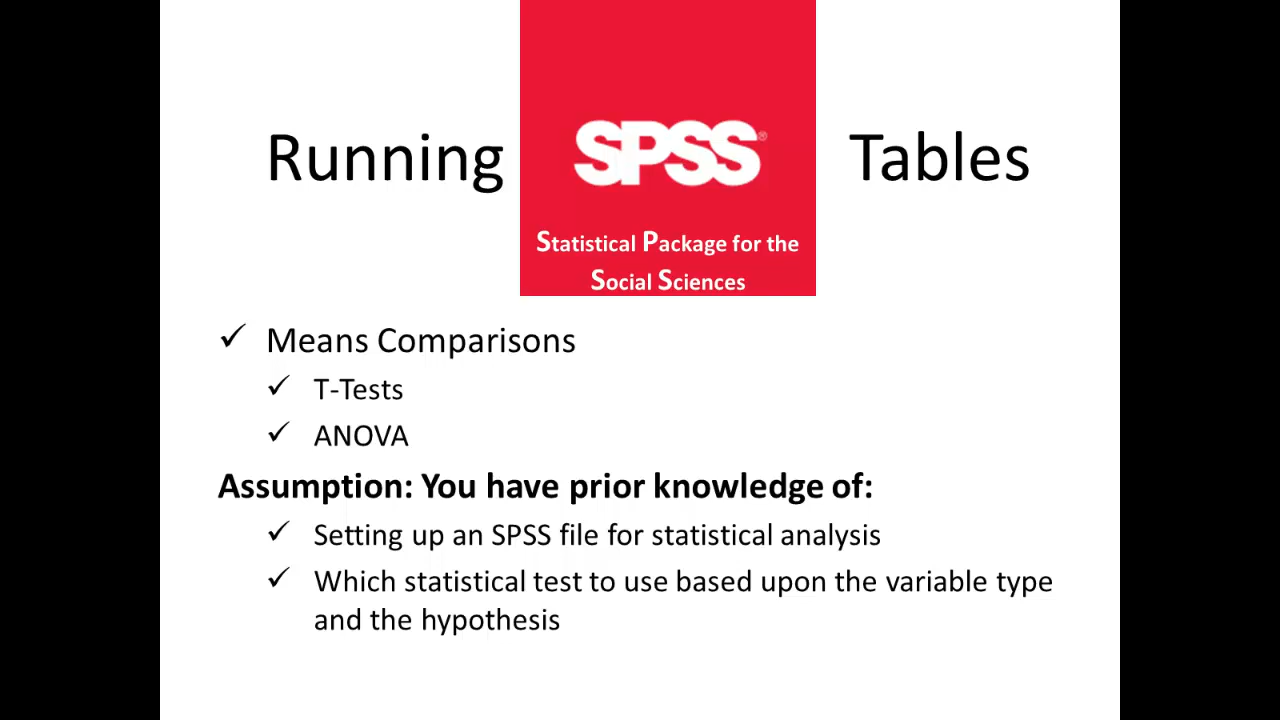 Running SPSS® Tables
Statistical Package for the
Social Sciences
✓ Means Comparisons
✓ T-Tests
✓ ANOVA
Assumption: You have prior knowledge of:
✓ Setting up an SPSS file for statistical analysis
✓ Which statistical test to use based upon the variable type
and the hypothesis